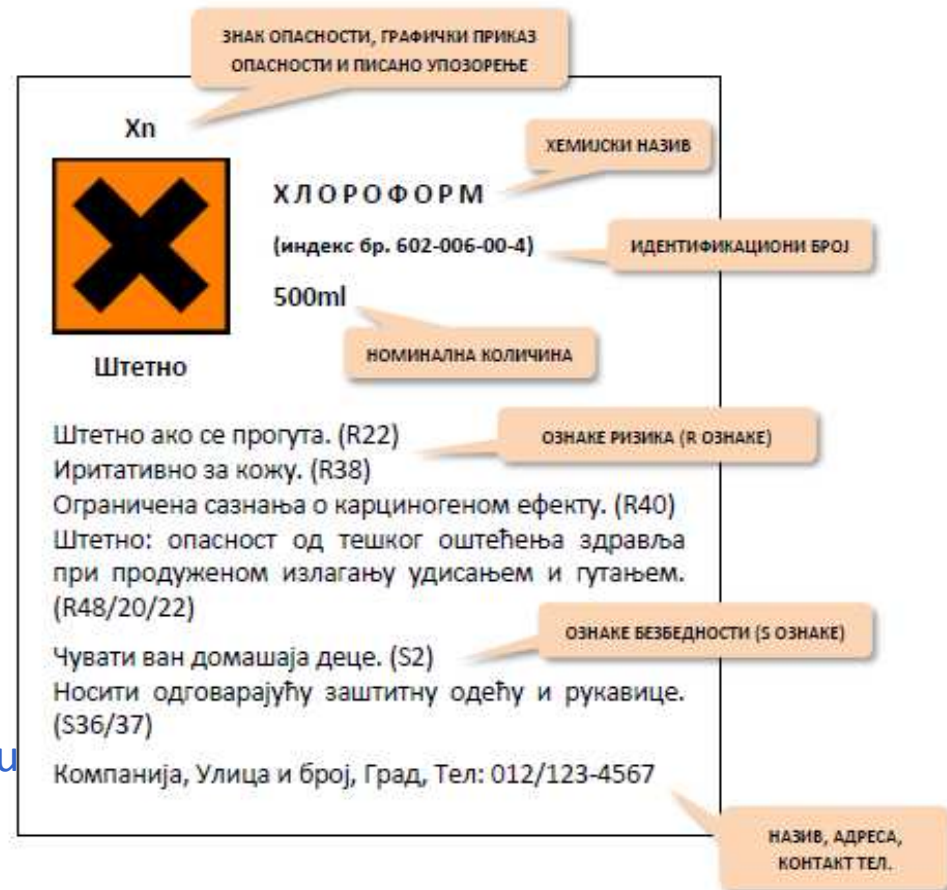 ЗНАК ОПАСНОСТИ, ГРАФИЧКИ ПРИКАЗ
ОПАСНОСТИ И ПИСАНО УПОЗОРЕЊЕ
Xn
ХЕМИЈСКИ НАЗИВ
ХЛОРОФОРМ
(индекс бр. 602-006-00-4)
ИДЕНТИФИКАЦИОНИ БРОЈ
500ml
НОМИНАЛНА КОЛИЧИНА
Штетно
Штетно ако се прогута. (R22)
ОЗНАКЕ РИЗИКА (R ОЗНАКЕ)
Иритативно за кожу. (R38)
Ограничена сазнања о карциногеном ефекту. (R40)
Штетно: опасност од тешког оштећења здравља
при продуженом излагању удисањем и гутањем.
(R48/20/22)
ОЗНАКЕ БЕЗБЕДНОСТИ (S ОЗНАКЕ)
Чувати ван домашаја деце. (S2)
Носити одговарајућу заштитну одећу и рукавице.
(S36/37)
u
Компанија, Улица и број, Град, Тел: 012/123-4567
НАЗИВ, АДРЕСА,
КОНТАКТ ТЕЛ.